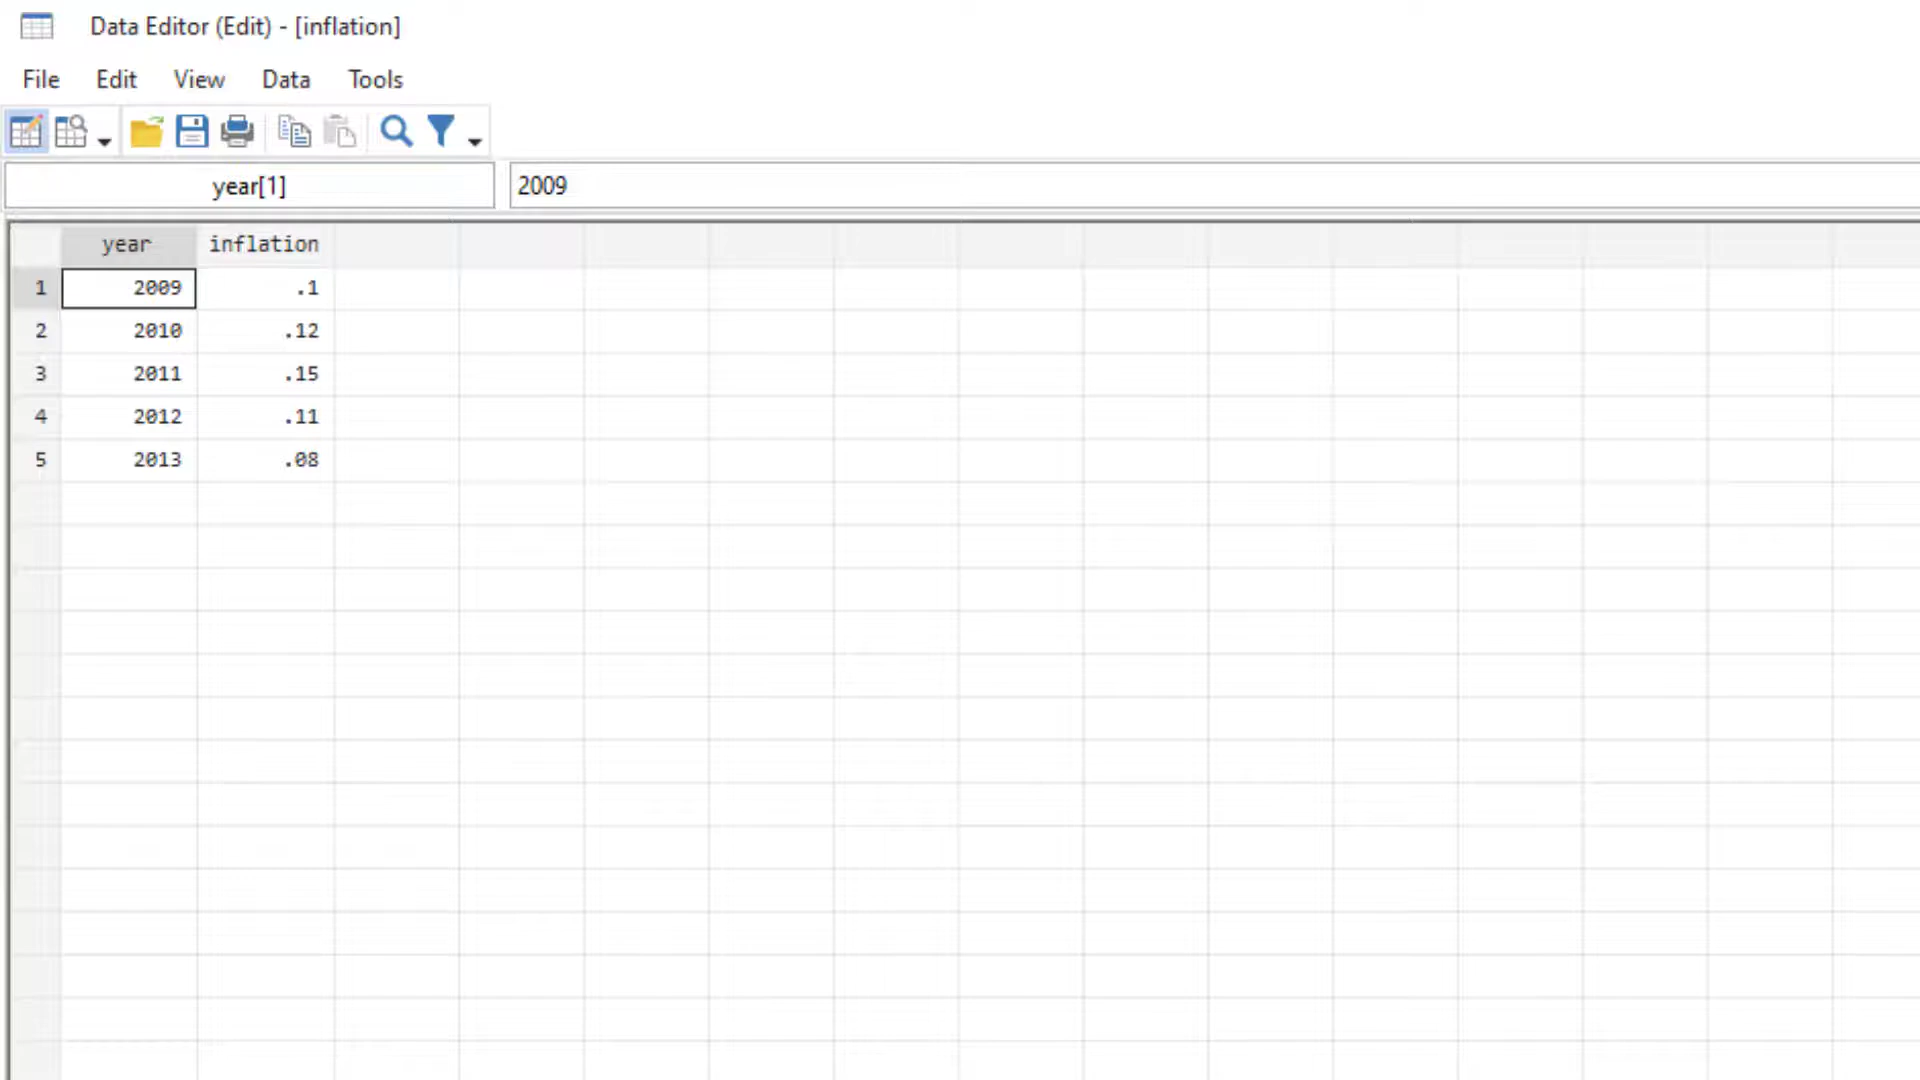 Data Editor (Edit) - [inflation]
File Edit View Data Tools
year[1] 2009
year inflation
1 2009 .1
2 2010 .12
3 2011 .15
4 2012 .11
5 2013 .08